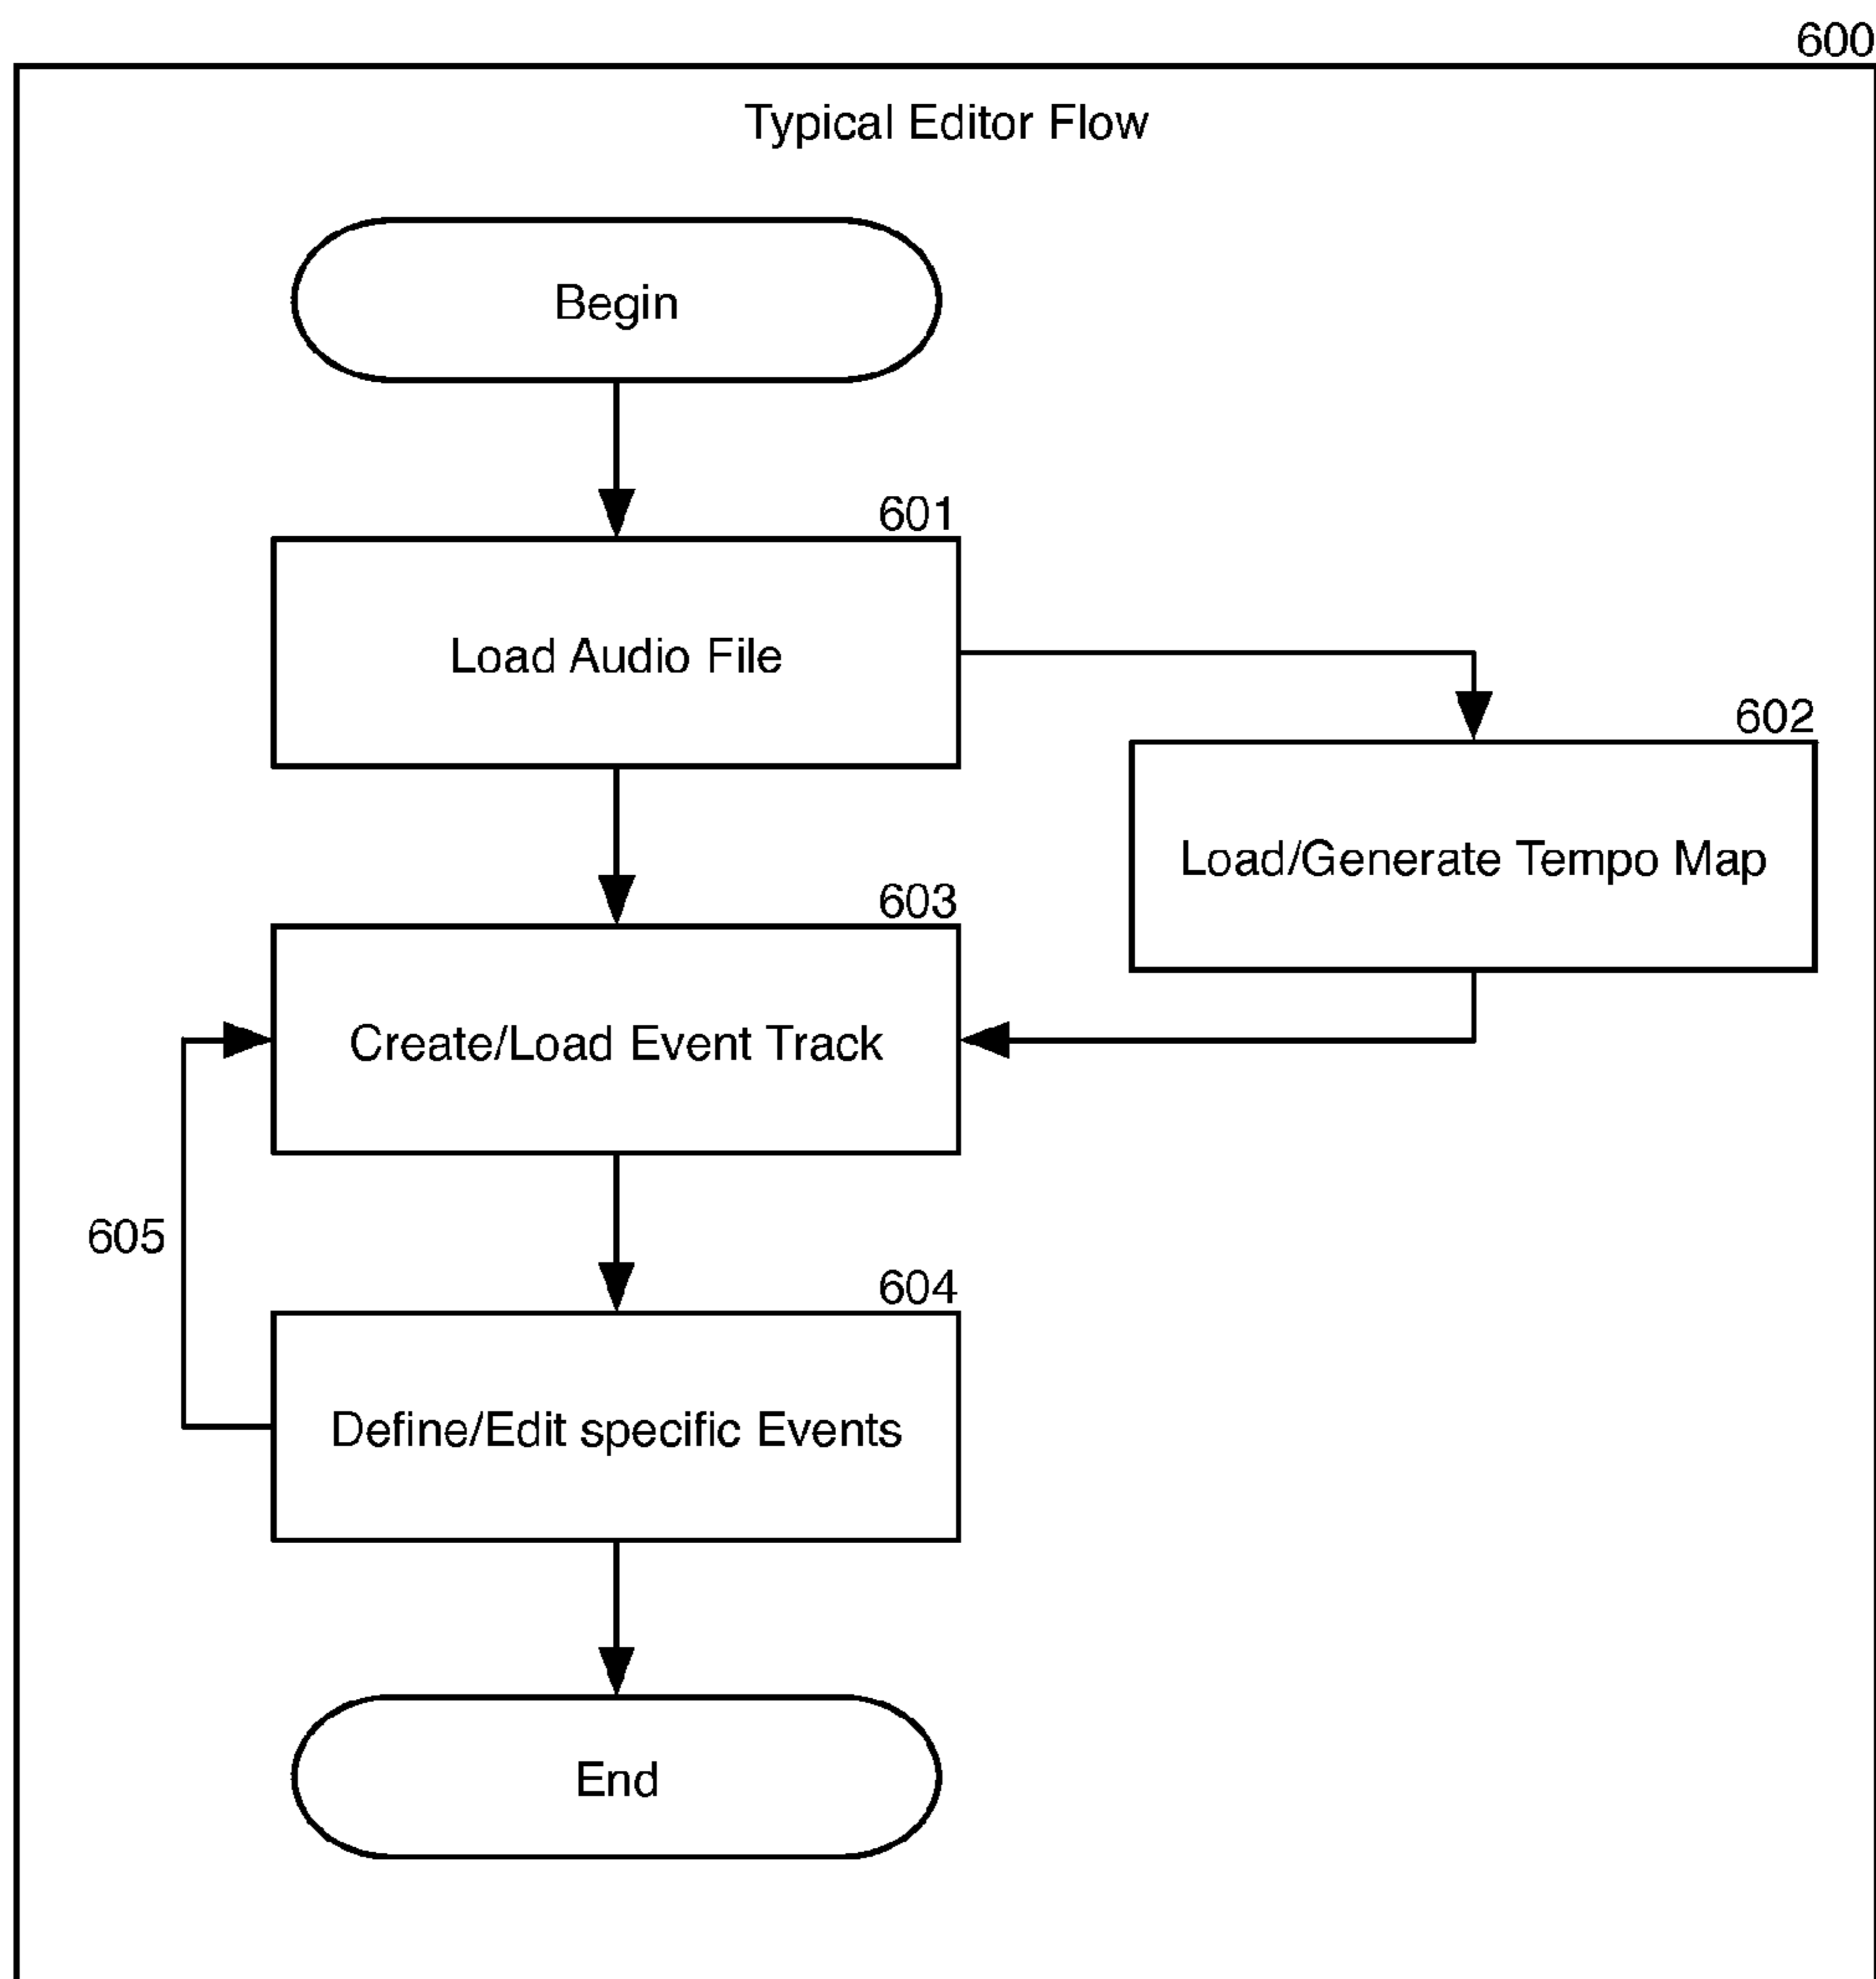 600
Typical Editor Flow
Begin
601
Load Audio File
602
Load/Generate Tempo Map
603
Create/Load Event Track
605
604
Define/Edit specific Events
End